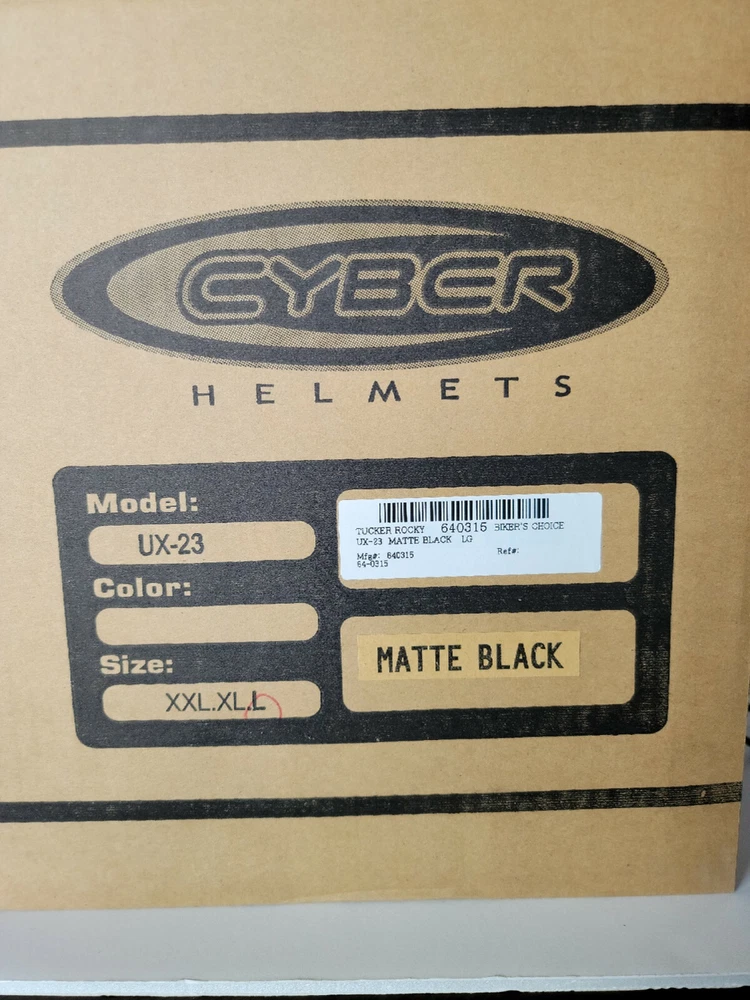 CYBER
HELMETS
Model:
UX-23
Color:
Size:
XXL.XL.L
TUCKER ROCKY 640315 BIKER'S CHOICE
UX-23 MATTE BLACK LG
Mfg#: 640315 Ref#:
64-0315
MATTE BLACK